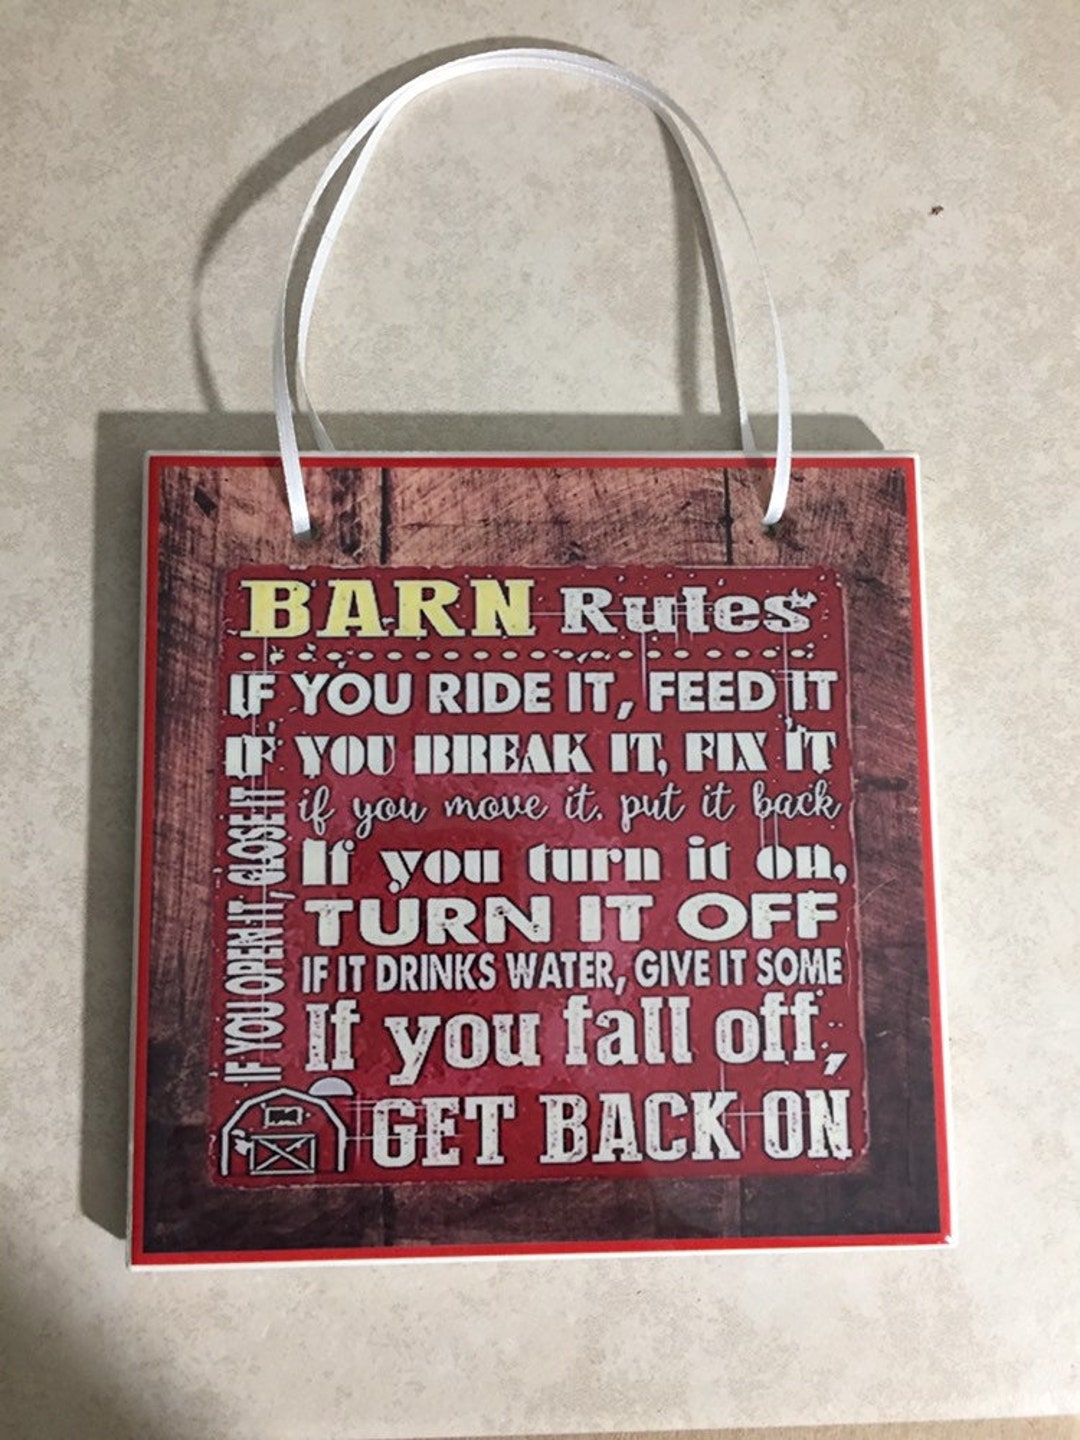 BARN Rules
IF YOU RIDE IT, FEED IT
IF YOU BREAK IT, FIX IT
if you move it. put it back
If you turn it on,
TURN IT OFF
IF IT DRINKS WATER, GIVE IT SOME
If you fall off,
GET BACK ON
IF YOU OPEN IT, CLOSE IT